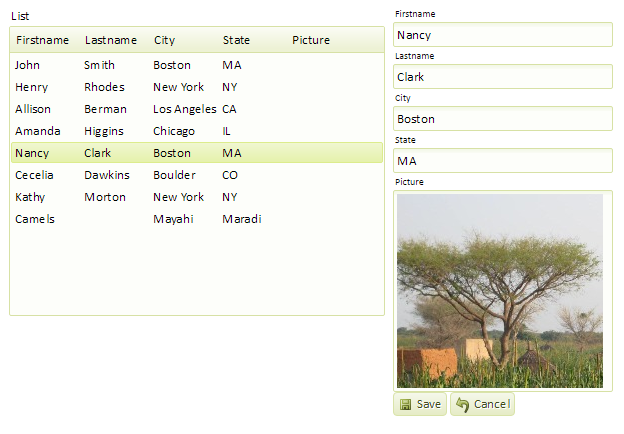 List
Firstname Lastname City State Picture
John Smith Boston MA
Henry Rhodes New York NY
Allison Berman Los Angeles CA
Amanda Higgins Chicago IL
Nancy Clark Boston MA
Cecelia Dawkins Boulder CO
Kathy Morton New York NY
Camels Mayahi Maradi
Firstname
Nancy
Lastname
Clark
City
Boston
State
MA
Picture
Save Cancel